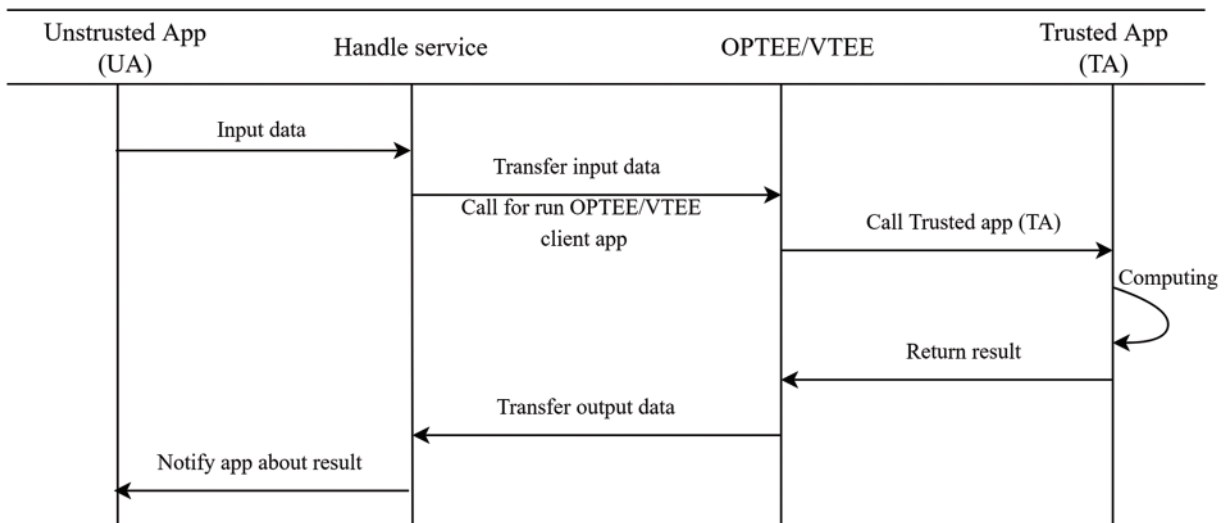 Unstrusted App
(UA)
Handle service
OPTEE/VTEE
Trusted App
(TA)
Input data
Transfer input data
Call for run OPTEE/VTEE
client app
Call Trusted app (TA)
Computing
Return result
Transfer output data
Notify app about result